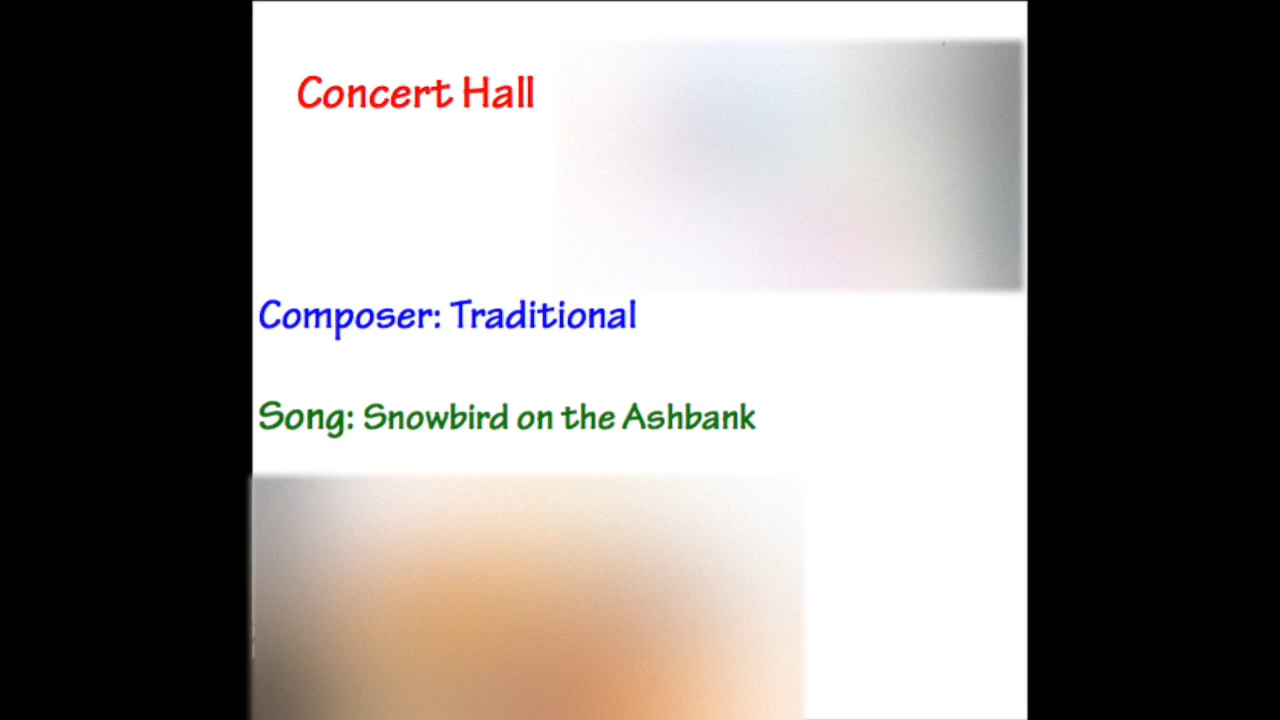 Concert Hall
Composer: Traditional
Song: Snowbird on the Ashbank